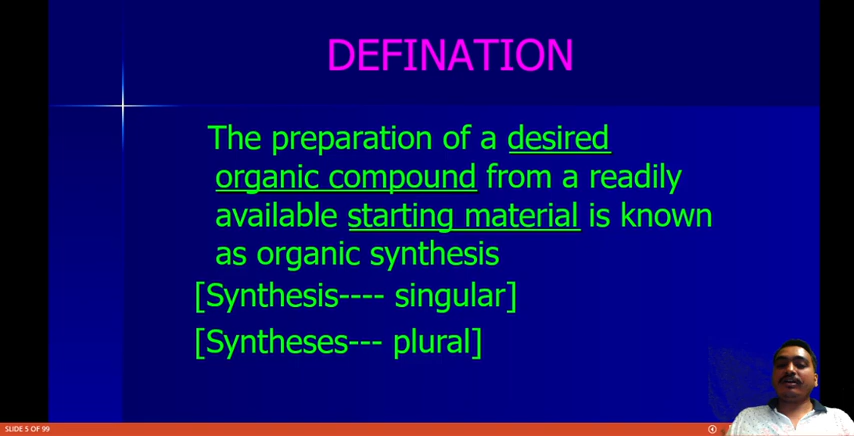 DEFINATION
The preparation of a desired
organic compound from a readily
available starting material is known
as organic synthesis
[Synthesis---- singular]
[Syntheses--- plural]
SLIDE 5 OF 99